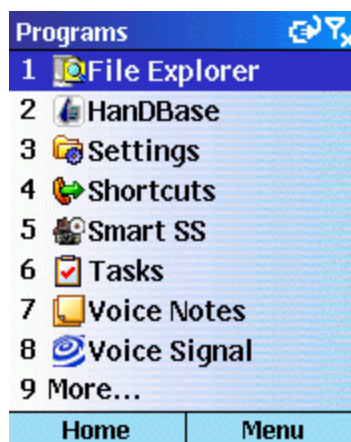 Programs
1 File Explorer
2 HanDBase
3 Settings
4 Shortcuts
5 Smart SS
6 Tasks
7 Voice Notes
8 Voice Signal
9 More...
Home Menu